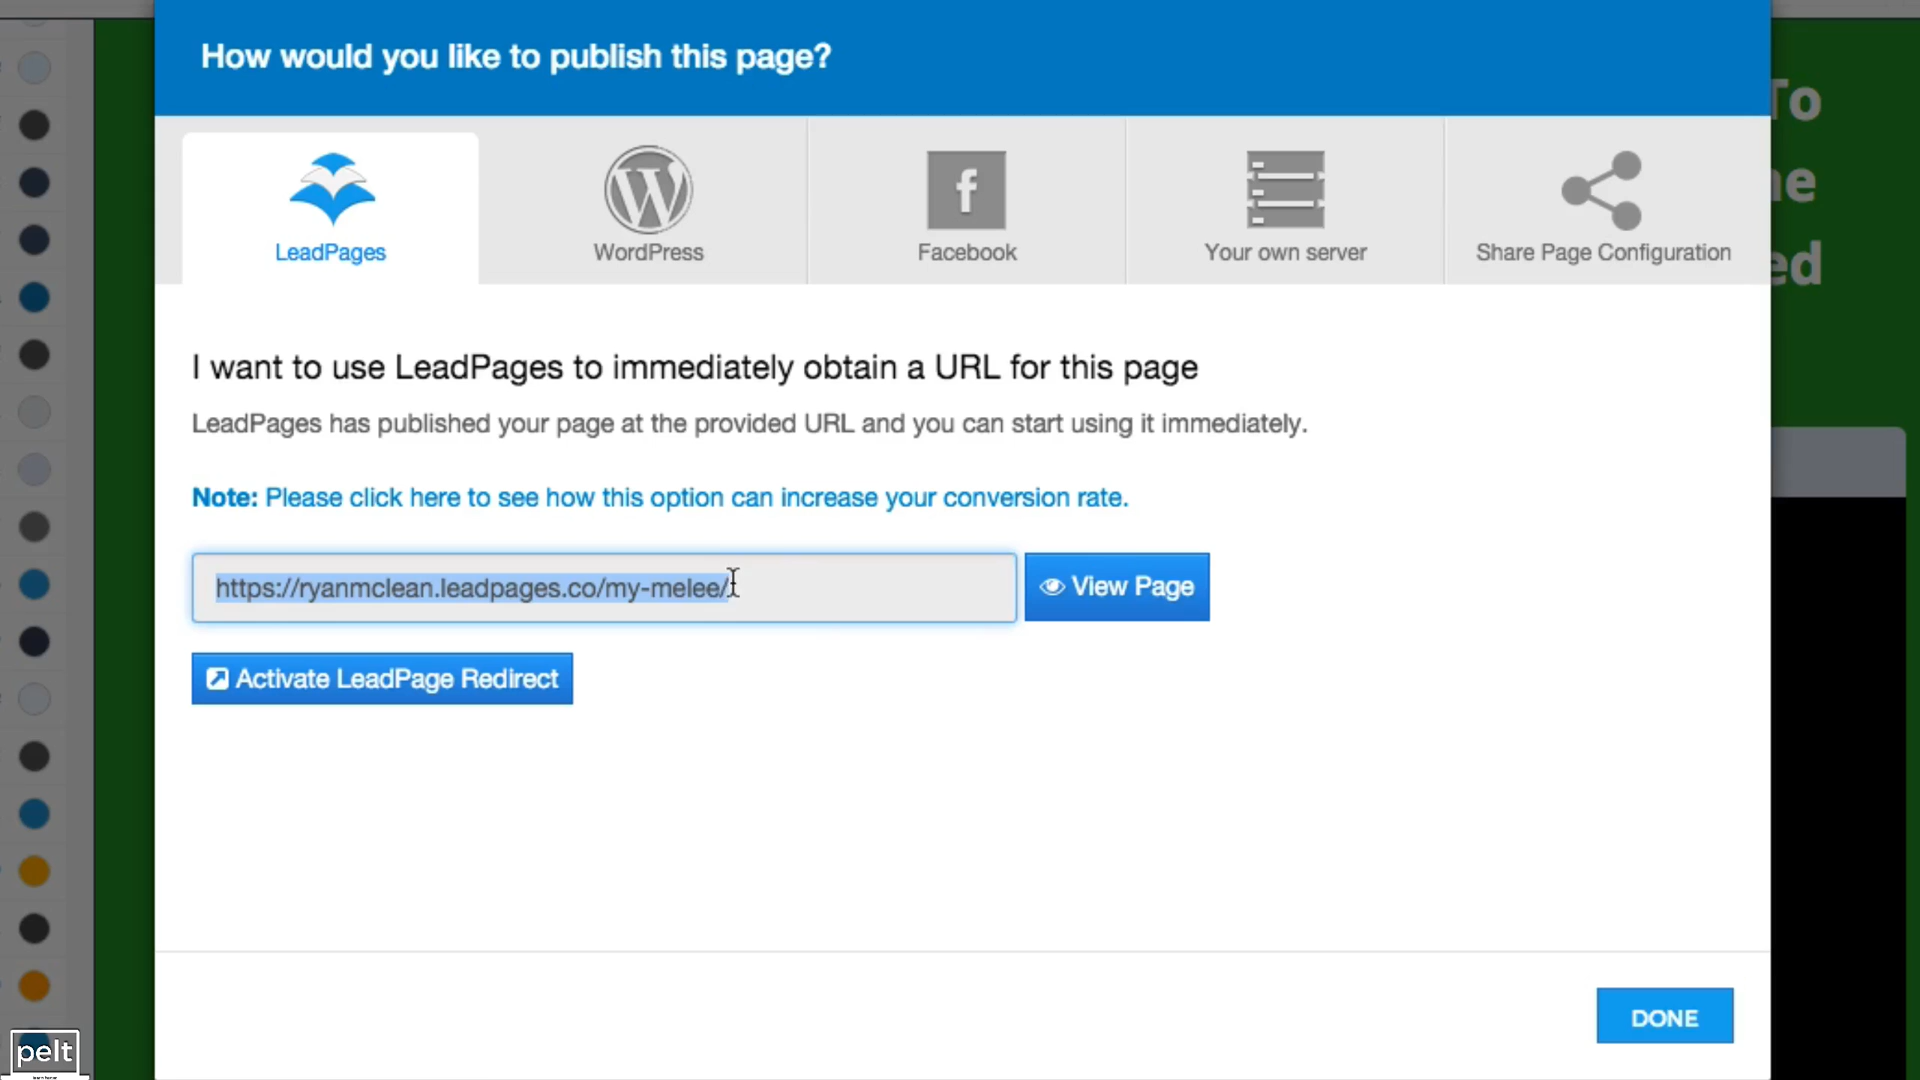 How would you like to publish this page?
LeadPages
WordPress
Facebook
Your own server
Share Page Configuration
To
ne
ed
I want to use LeadPages to immediately obtain a URL for this page
LeadPages has published your page at the provided URL and you can start using it immediately.
Note: Please click here to see how this option can increase your conversion rate.
https://ryanmclean.leadpages.co/my-melee/
View Page
Activate LeadPage Redirect
DONE
pelt